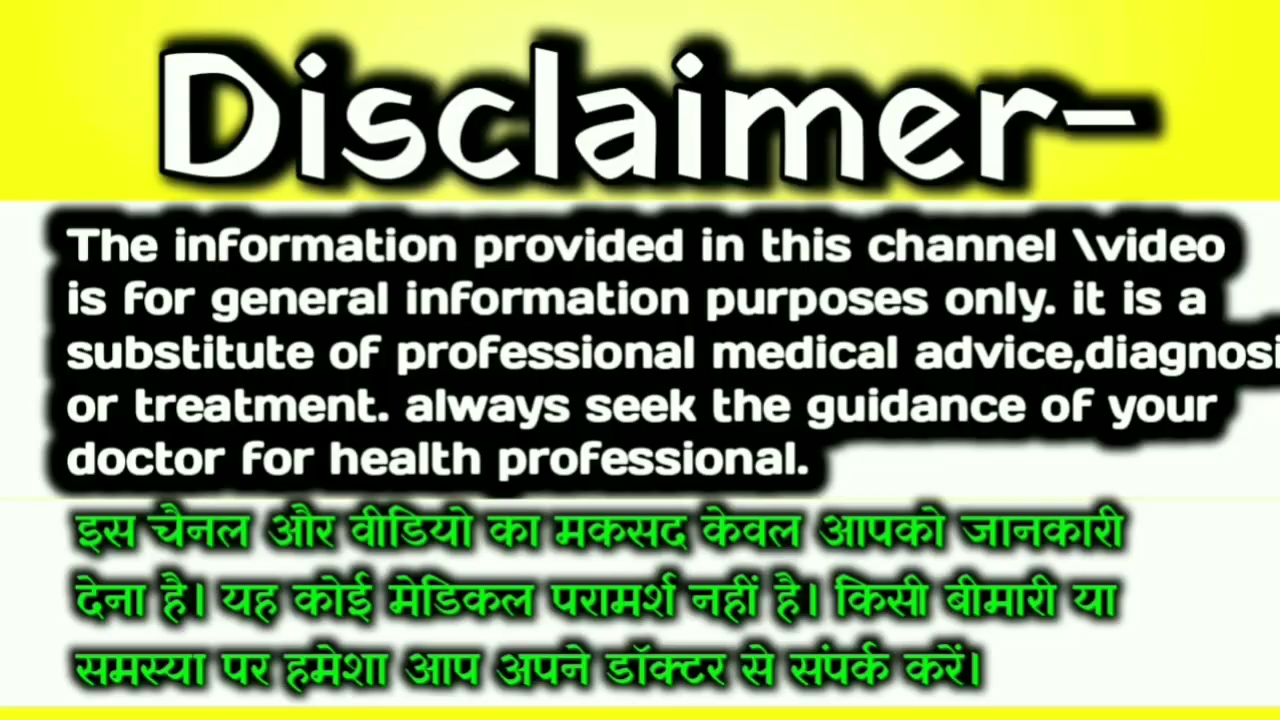 Disclaimer-
The information provided in this channel \video
is for general information purposes only. it is a
substitute of professional medical advice,diagnosi
or treatment. always seek the guidance of your
doctor for health professional.
इस चैनल और वीडियो का मकसद केवल आपको जानकारी
देना है। यह कोई मेडिकल परामर्श नहीं है। किसी बीमारी या
समस्या पर हमेशा आप अपने डॉक्टर से संपर्क करें।